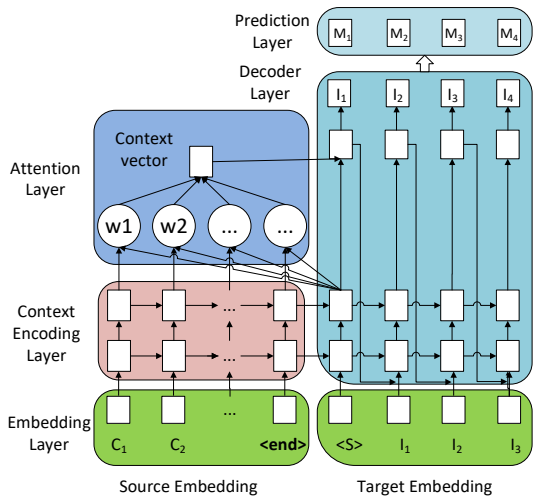 Prediction
Layer
M1 M2 M3 M4
Decoder
Layer
I1 I2 I3 I4
Context
vector
Attention
Layer
w1 w2 ... ...
Context
Encoding
Layer
...
...
Embedding
Layer
...
C1 C2 <end> <S> I1 I2 I3
Source Embedding Target Embedding